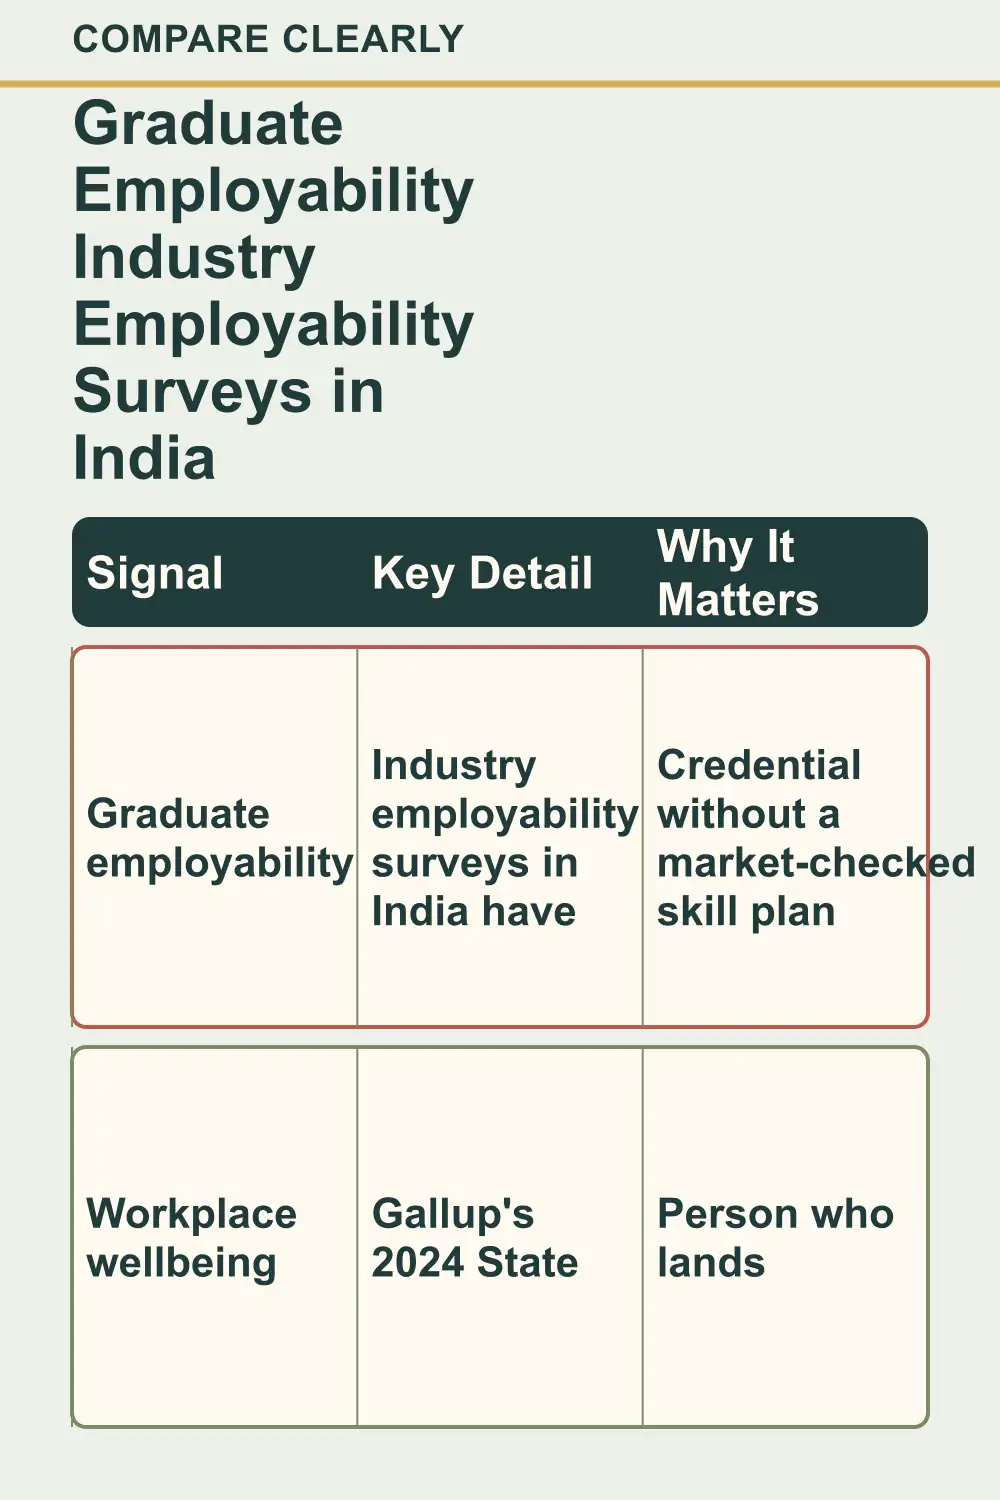 COMPARE CLEARLY
Graduate
Employability
Industry
Employability
Surveys in
India
Signal
Key Detail
Why It
Matters
Graduate
employability
Industry
employability
surveys in
India have
Credential
without a
market-checked
skill plan
Workplace
wellbeing
Gallup's
2024 State
Person who
lands